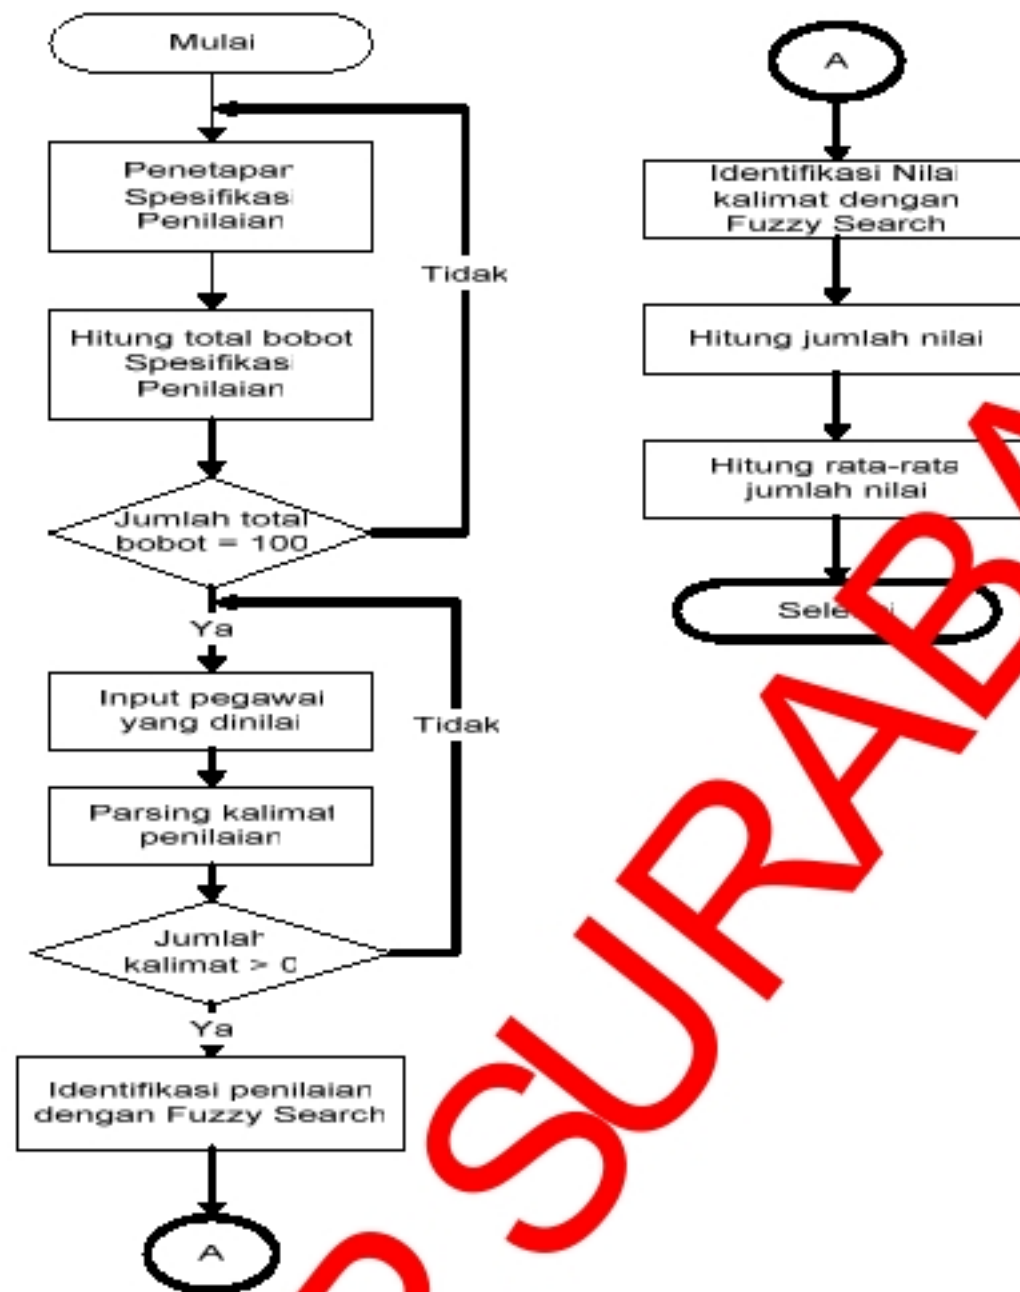 Mulai
Penetapan
Spesifikasi
Penilaian
Tidak
Hitung total bobot
Spesifikasi
Penilaian
Jumlah total
bobot = 100
Ya
Input pegawai
yang dinilai
Tidak
Parsing kalimat
penilaian
Jumlah
kalimat > 0
Ya
Identifikasi penilaian
dengan Fuzzy Search
A
A
Identifikasi Nilai
kalimat dengan
Fuzzy Search
Hitung jumlah nilai
Hitung rata-rata
jumlah nilai
Selesai
SURABA